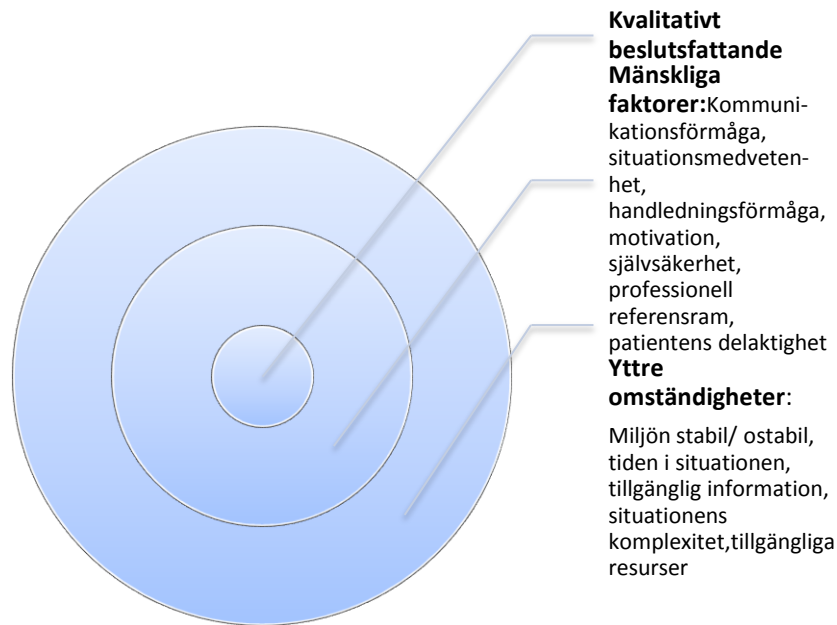 Kvalitativt
beslutsfattande
Mänskliga
faktorer:Kommuni-
kationsförmåga,
situationsmedveten-
het,
handledningsförmåga,
motivation,
självsäkerhet,
professionell
referensram,
patientens delaktighet
Yttre
omständigheter:
Miljön stabil/ ostabil,
tiden i situationen,
tillgänglig information,
situationens
komplexitet,tillgängliga
resurser